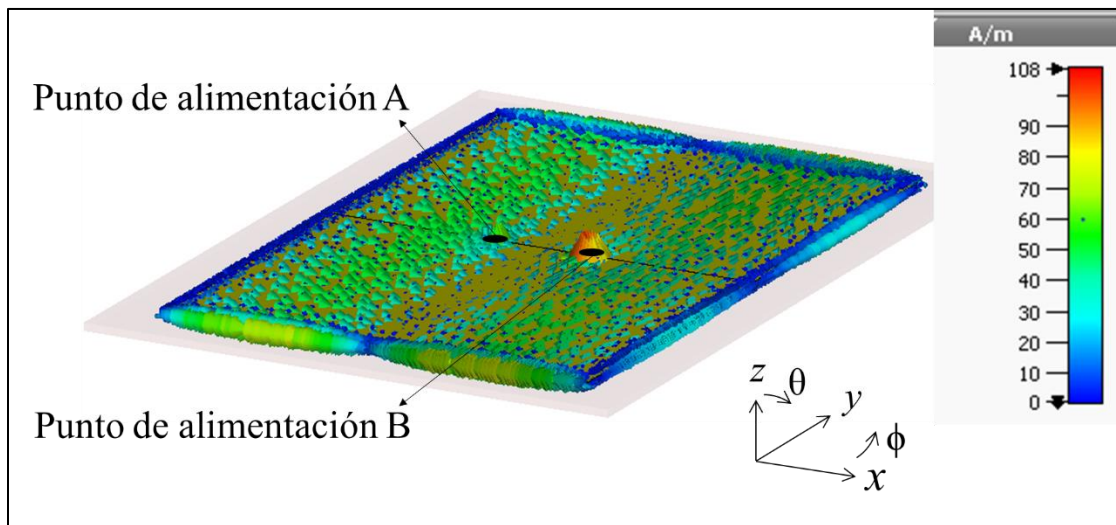 A/m
Punto de alimentación A
108
90
80
70
60
50
40
30
20
10
0
Punto de alimentación B
z
θ
y
ϕ
x